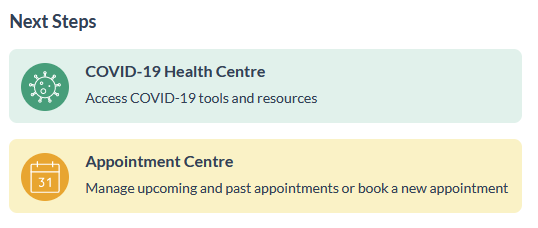 Next Steps
COVID-19 Health Centre
Access COVID-19 tools and resources
31
Appointment Centre
Manage upcoming and past appointments or book a new appointment